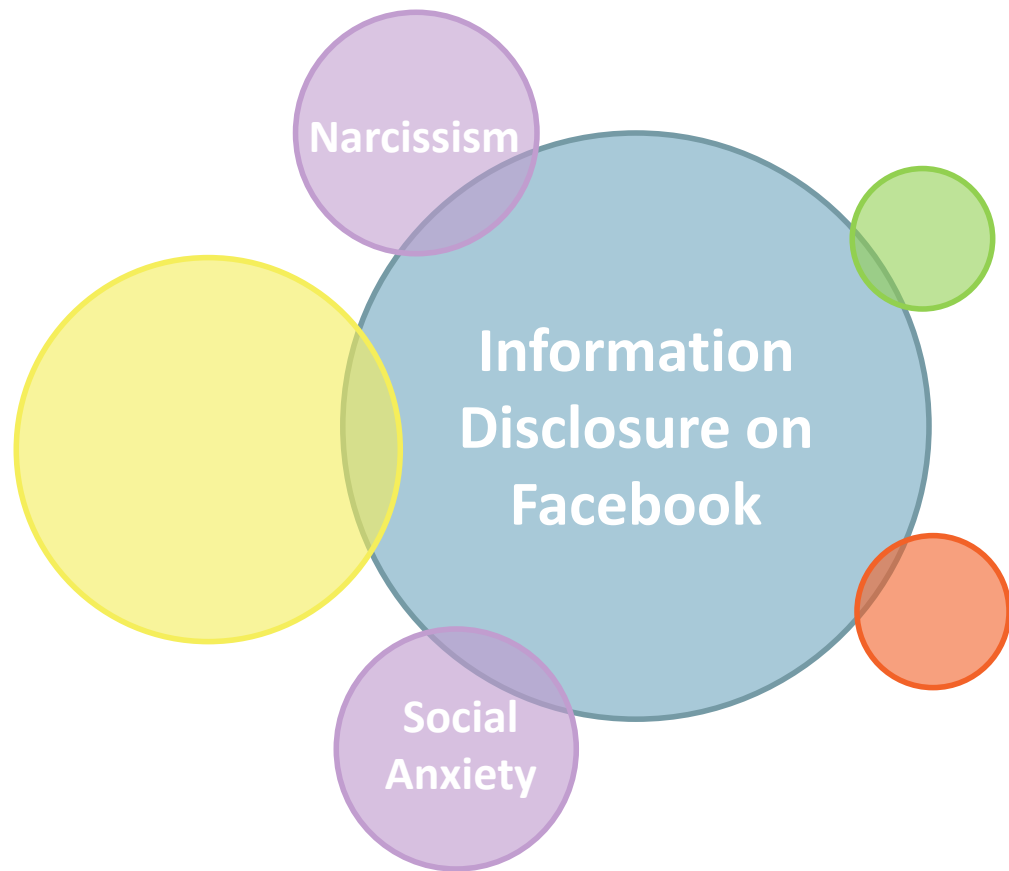 Narcissism
Information
Disclosure on
Facebook
Social
Anxiety